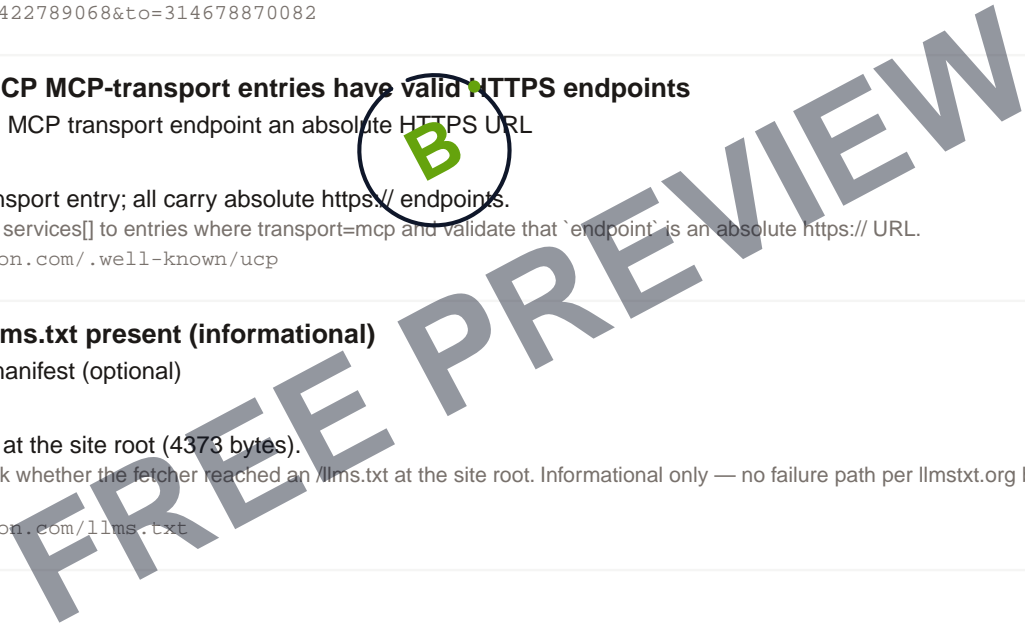 422789068&to=314678870082
CP MCP-transport entries have valid HTTPS endpoints
MCP transport endpoint an absolute HTTPS URL
B
nsport entry; all carry absolute https:// endpoints.
services[] to entries where transport=mcp and validate that `endpoint` is an absolute https:// URL.
on.com/.well-known/ucp
lms.txt present (informational)
manifest (optional)
at the site root (4373 bytes).
k whether the fetcher reached an /llms.txt at the site root. Informational only — no failure path per llmstxt.org
on.com/llms.txt
FREE PREVIEW